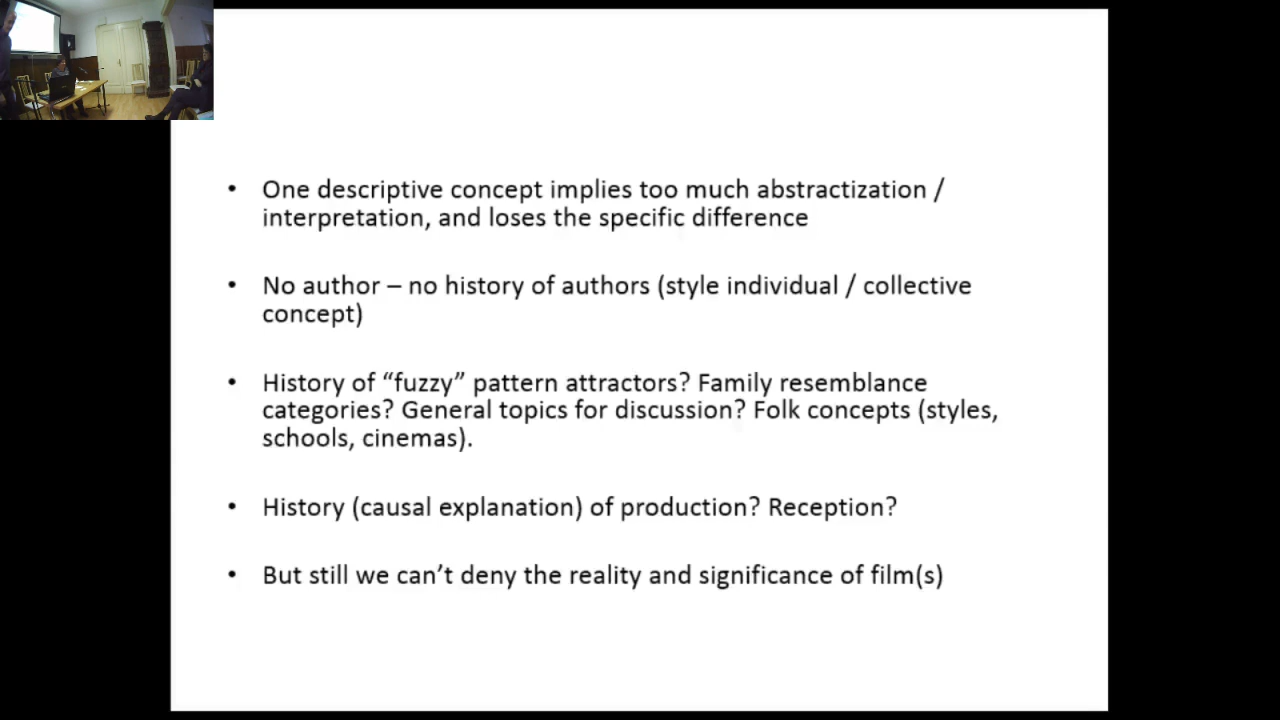 • One descriptive concept implies too much abstractization /
interpretation, and loses the specific difference
• No author – no history of authors (style individual / collective
concept)
• History of “fuzzy” pattern attractors? Family resemblance
categories? General topics for discussion? Folk concepts (styles,
schools, cinemas).
• History (causal explanation) of production? Reception?
• But still we can’t deny the reality and significance of film(s)